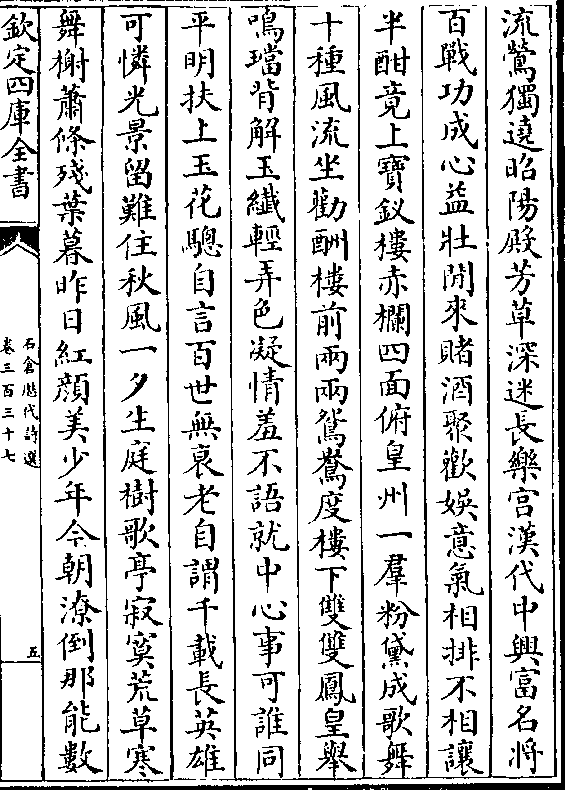 流鶯獨遶昭陽殿芳草深迷長樂宫漢代中興富名將
百戰功成心益壯閒來賭酒聚歡娛意氣相排不相讓
半酣竟上寶釵樓赤欄四面俯皇州一羣粉黛成歌舞
十種風流坐勸酬樓前兩兩鴛鴦度樓下雙雙鳳皇舉
鳴璫背解玉纖輕弄色凝情羞不語就中心事可誰同
平明扶上玉花驄自言百世無衰老自謂千載長英雄
可憐光景留難住秋風一夕生庭樹歌亭寂寞荒草寒
舞榭蕭條殘葉暮昨日紅顔美少年今朝潦倒那能數
欽定四庫全書
石倉歴代詩選
卷三百三十七
五